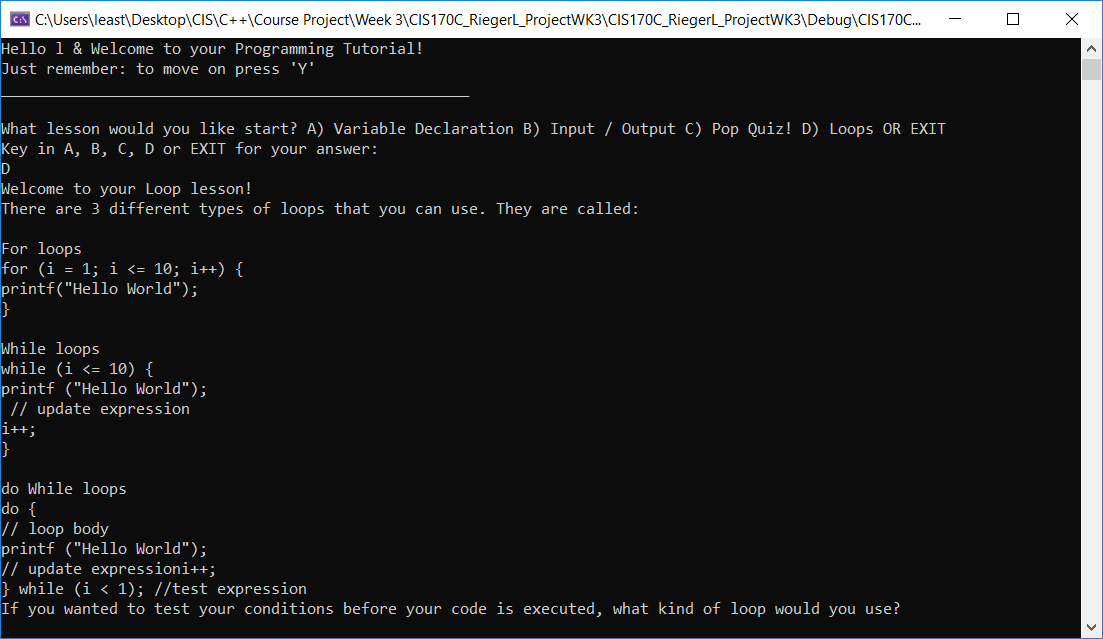 C:\Users\least\Desktop\CIS\C++\Course Project\Week 3\CIS170C_RiegerL_ProjectWK3\CIS170C_RiegerL_ProjectWK3\Debug\CIS170C...
Hello l & Welcome to your Programming Tutorial!
Just remember: to move on press 'Y'
____________________________________________________
What lesson would you like start? A) Variable Declaration B) Input / Output C) Pop Quiz! D) Loops OR EXIT
Key in A, B, C, D or EXIT for your answer:
D
Welcome to your Loop lesson!
There are 3 different types of loops that you can use. They are called:
For loops
for (i = 1; i <= 10; i++) {
printf("Hello World");
}
While loops
while (i <= 10) {
printf ("Hello World");
 // update expression
i++;
}
do While loops
do {
// loop body
printf ("Hello World");
// update expressioni++;
} while (i < 1); //test expression
If you wanted to test your conditions before your code is executed, what kind of loop would you use?